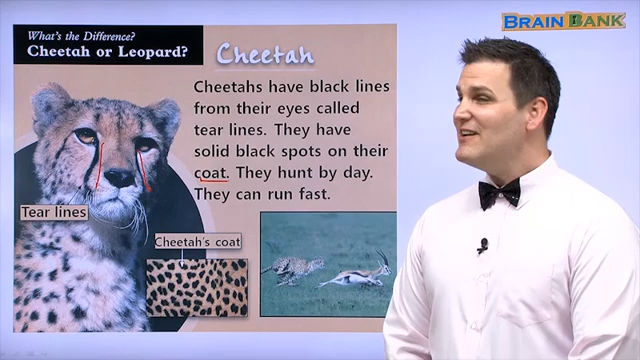 BRAIN BANK
What's the Difference?
Cheetah or Leopard?
Cheetah
Cheetahs have black lines
from their eyes called
tear lines. They have
solid black spots on their
coat. They hunt by day.
They can run fast.
Tear lines
Cheetah's coat